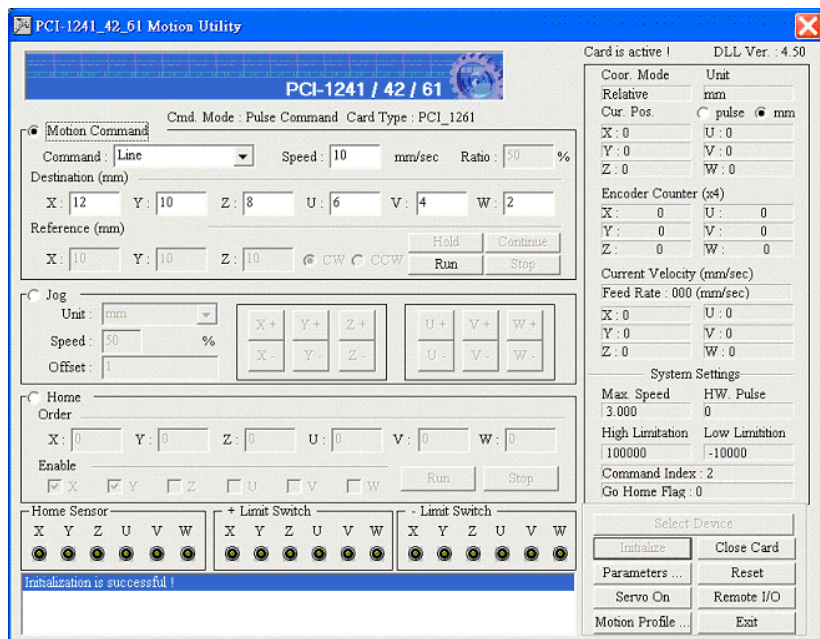 PCI-1241_42_61 Motion Utility
Card is active ! DLL Ver. : 4.50
PCI-1241 / 42 / 61
Cmd. Mode : Pulse Command Card Type : PCI_1261
Motion Command
Command : Line Speed : 10 mm/sec Ratio : 50 %
Destination (mm)
X : 12 Y : 10 Z : 8 U : 6 V : 4 W : 2
Reference (mm)
X : 10 Y : 10 Z : 10 CW CCW
Hold Continue
Run Stop
Jog
Unit : mm
Speed : 50 %
Offset : 1
X + Y + Z + U + V + W +
X - Y - Z - U - V - W -
Home
Order
X : 0 Y : 0 Z : 0 U : 0 V : 0 W : 0
Enable
X Y Z U V W
Run Stop
Home Sensor + Limit Switch - Limit Switch
X Y Z U V W X Y Z U V W X Y Z U V W
Initialization is successful !
Coor. Mode Unit
Relative mm
Cur. Pos. pulse mm
X : 0 U : 0
Y : 0 V : 0
Z : 0 W : 0
Encoder Counter (x4)
X : 0 U : 0
Y : 0 V : 0
Z : 0 W : 0
Current Velocity (mm/sec)
Feed Rate : 000 (mm/sec)
X : 0 U : 0
Y : 0 V : 0
Z : 0 W : 0
System Settings
Max. Speed HW. Pulse
3.000 0
High Limitation Low Limitition
100000 -10000
Command Index : 2
Go Home Flag : 0
Select Device
Initialize Close Card
Parameters ... Reset
Servo On Remote I/O
Motion Profile ... Exit